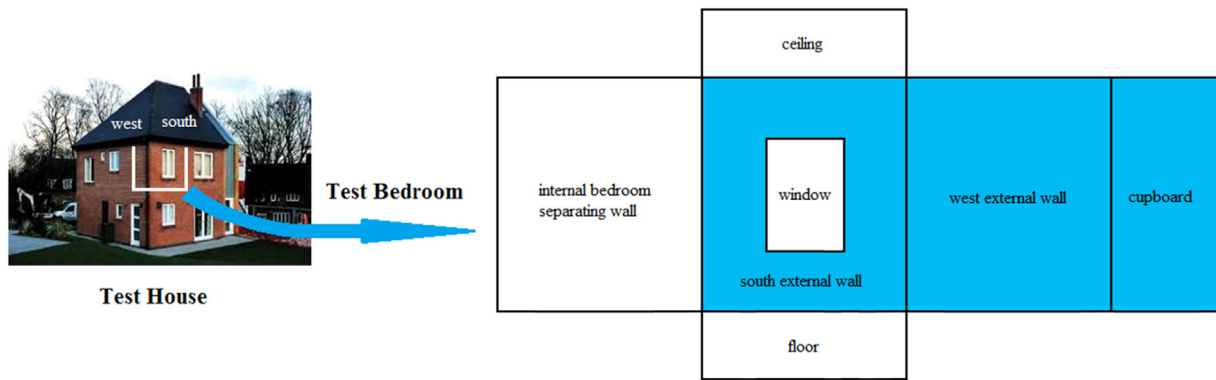 ceiling
west
south
Test Bedroom
internal bedroom
separating wall
window
west external wall
cupboard
south external wall
Test House
floor